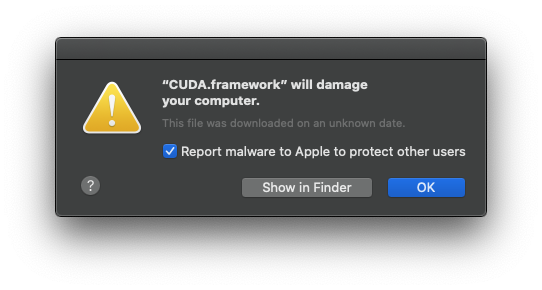 “CUDA.framework” will damage
your computer.
This file was downloaded on an unknown date.
Report malware to Apple to protect other users
?
Show in Finder
OK